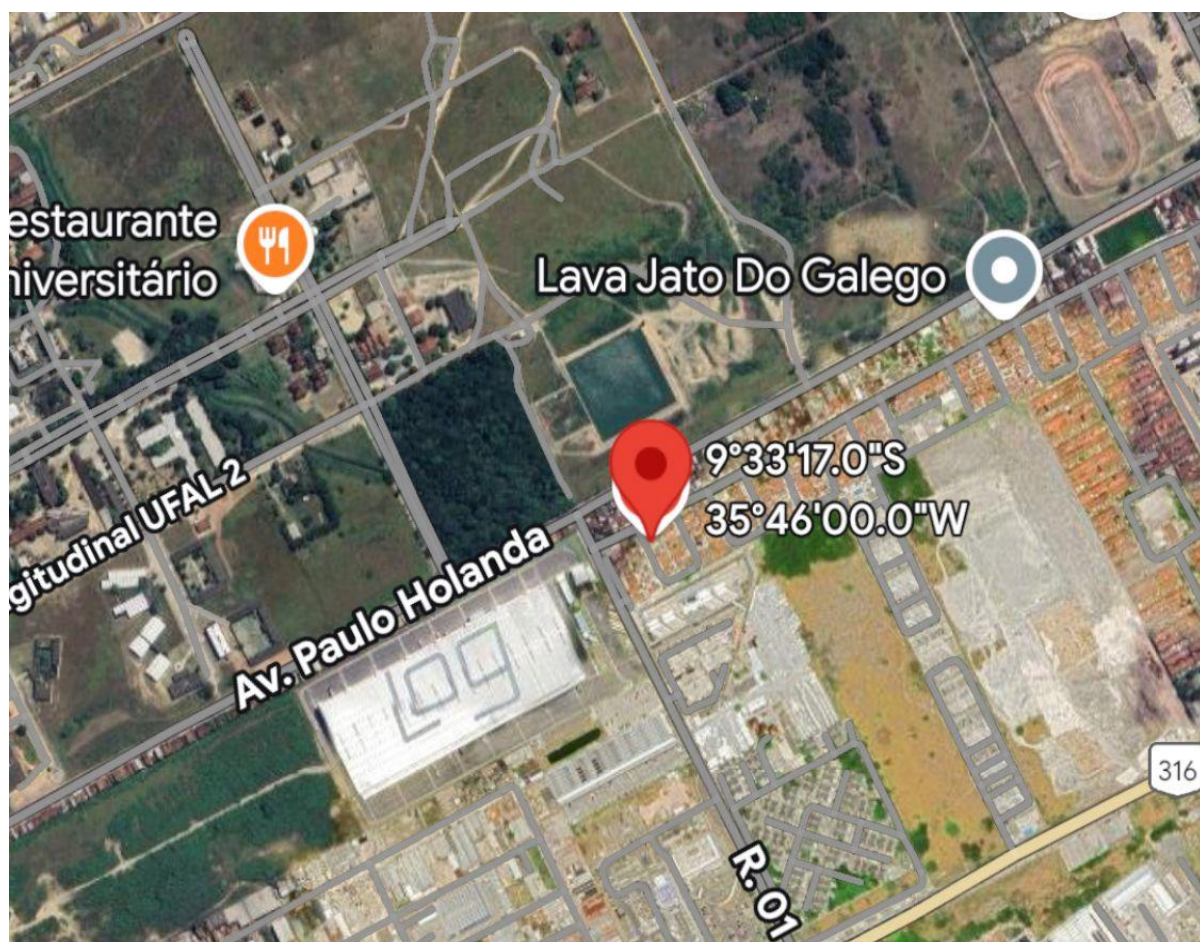 estaurante
niversitário
Lava Jato Do Galego
9°33'17.0"S
35°46'00.0"W
gitudinal UFAL 2
Av. Paulo Holanda
Log
316
R. 01